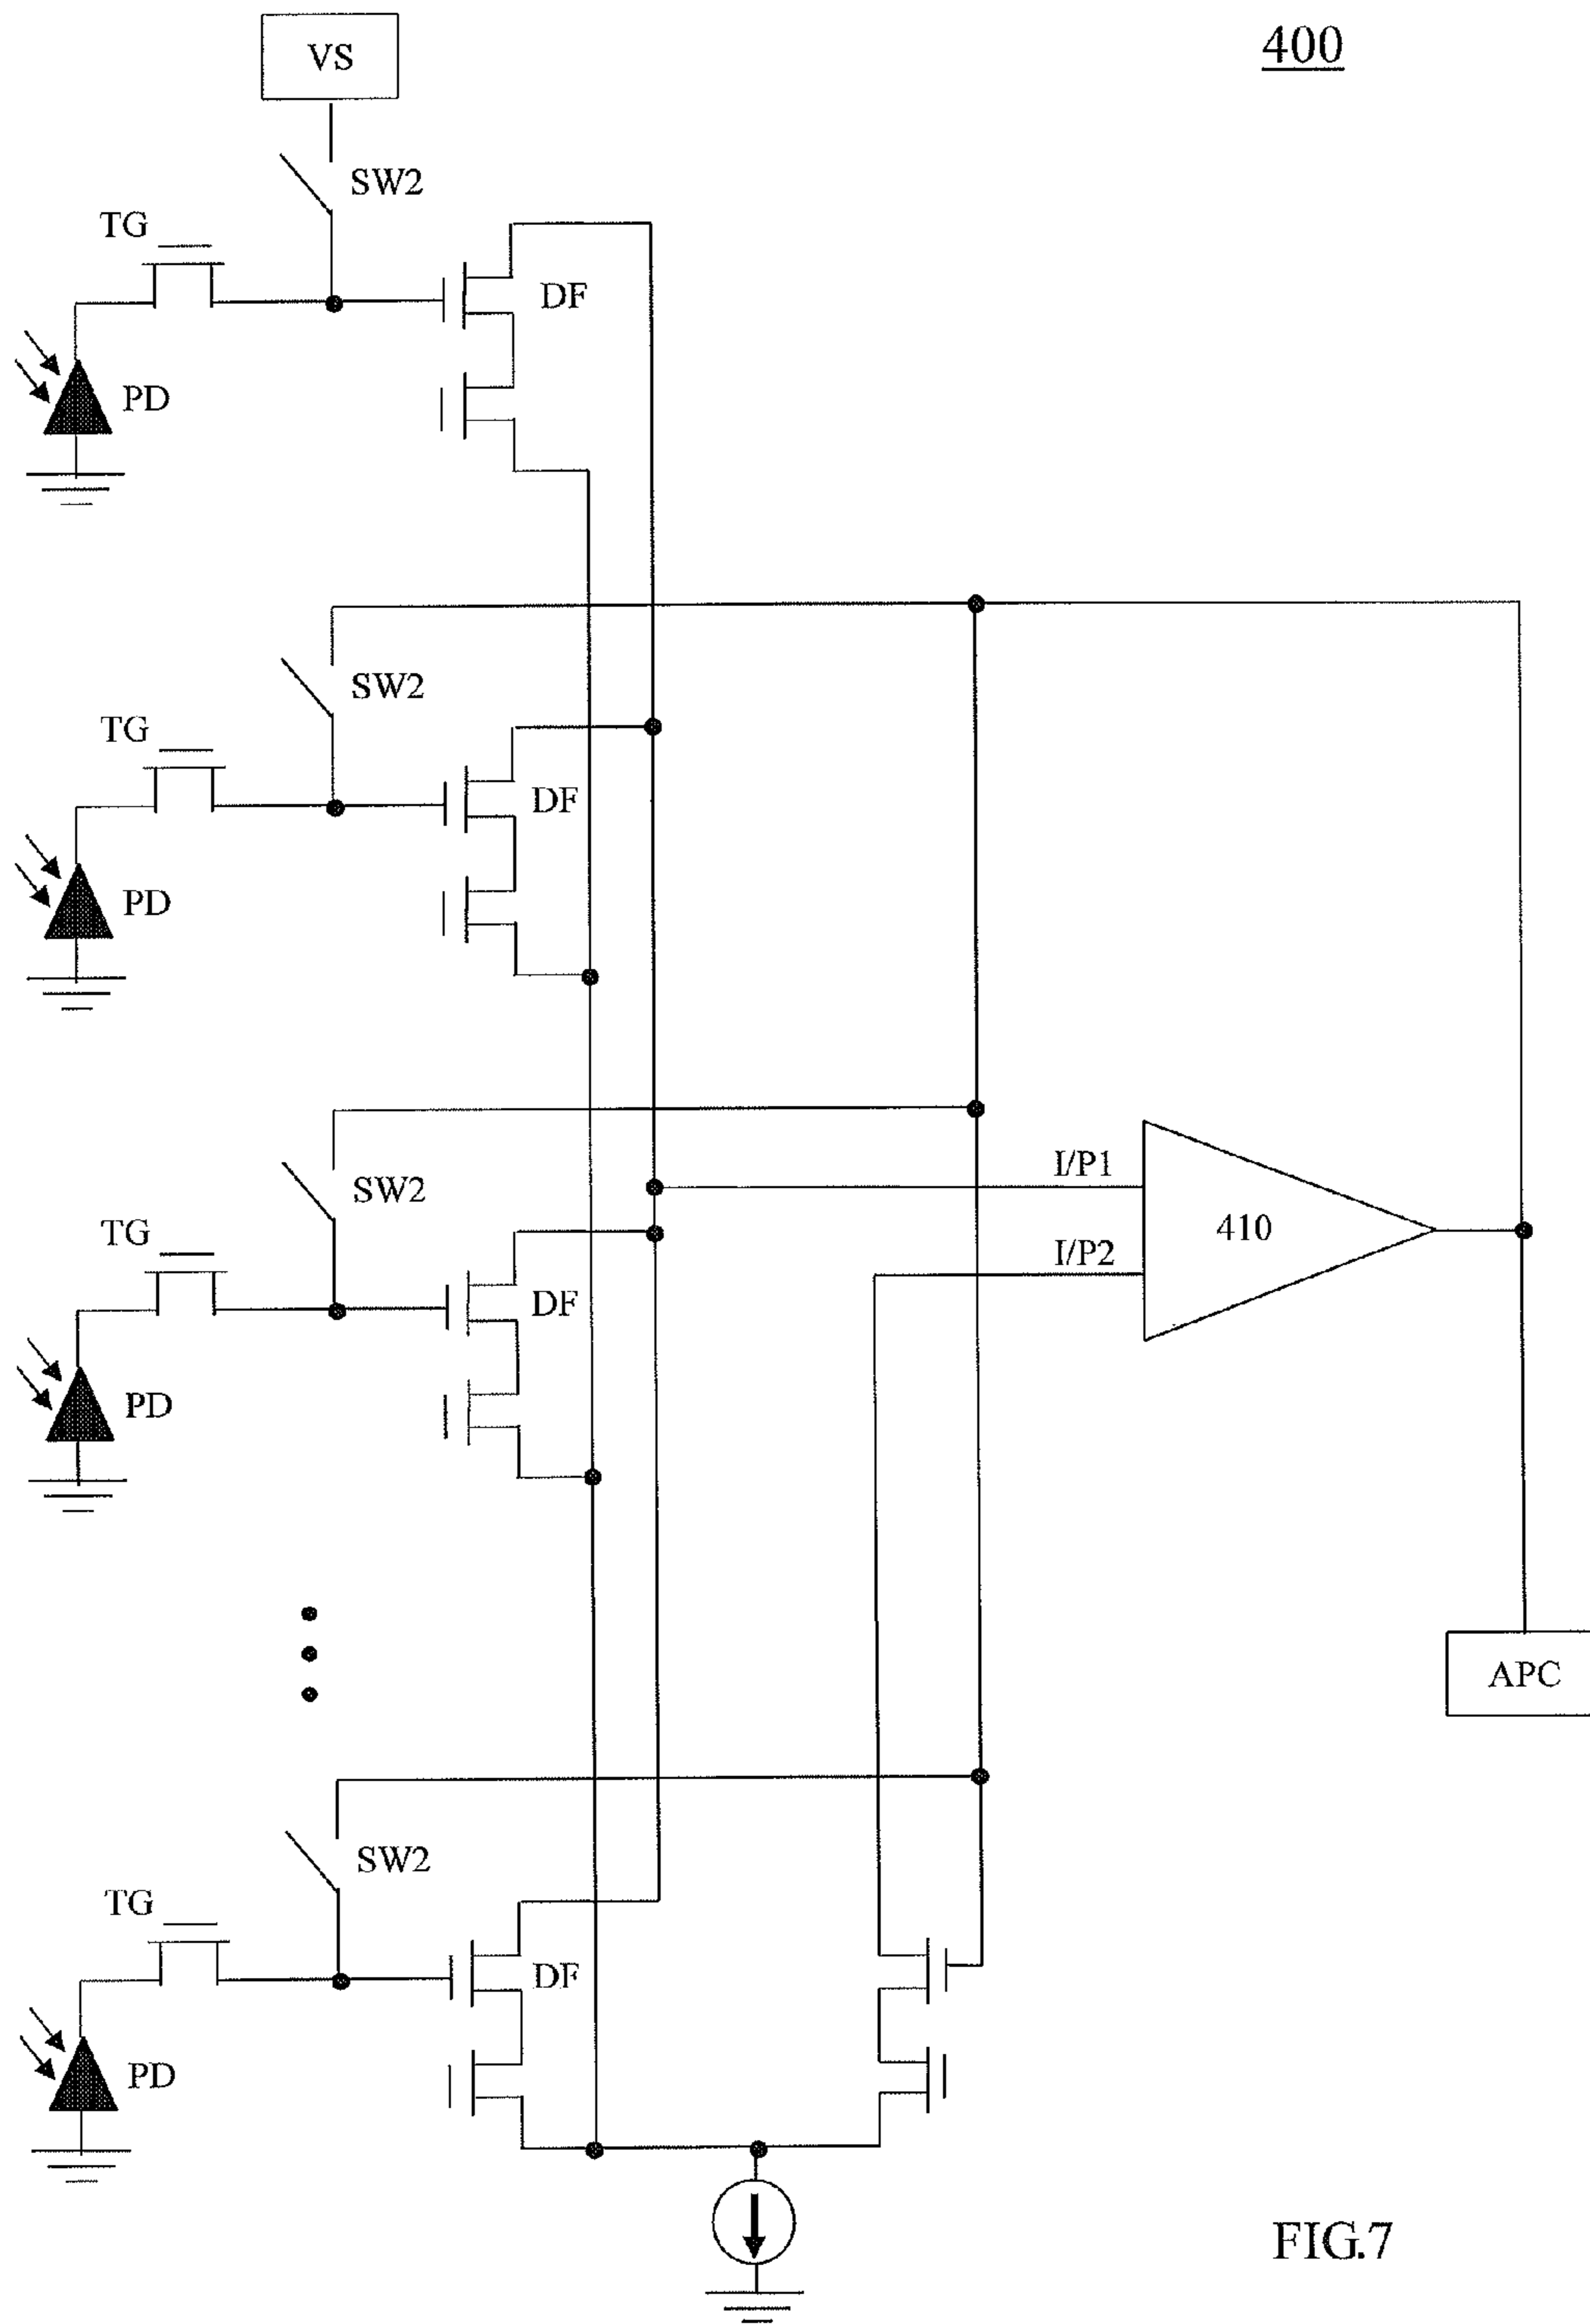 400
VS
SW2
TG
DF
PD
SW2
TG
DF
PD
I/P1
SW2
410
TG
I/P2
DF
PD
APC
SW2
TG
DF
PD
FIG.7